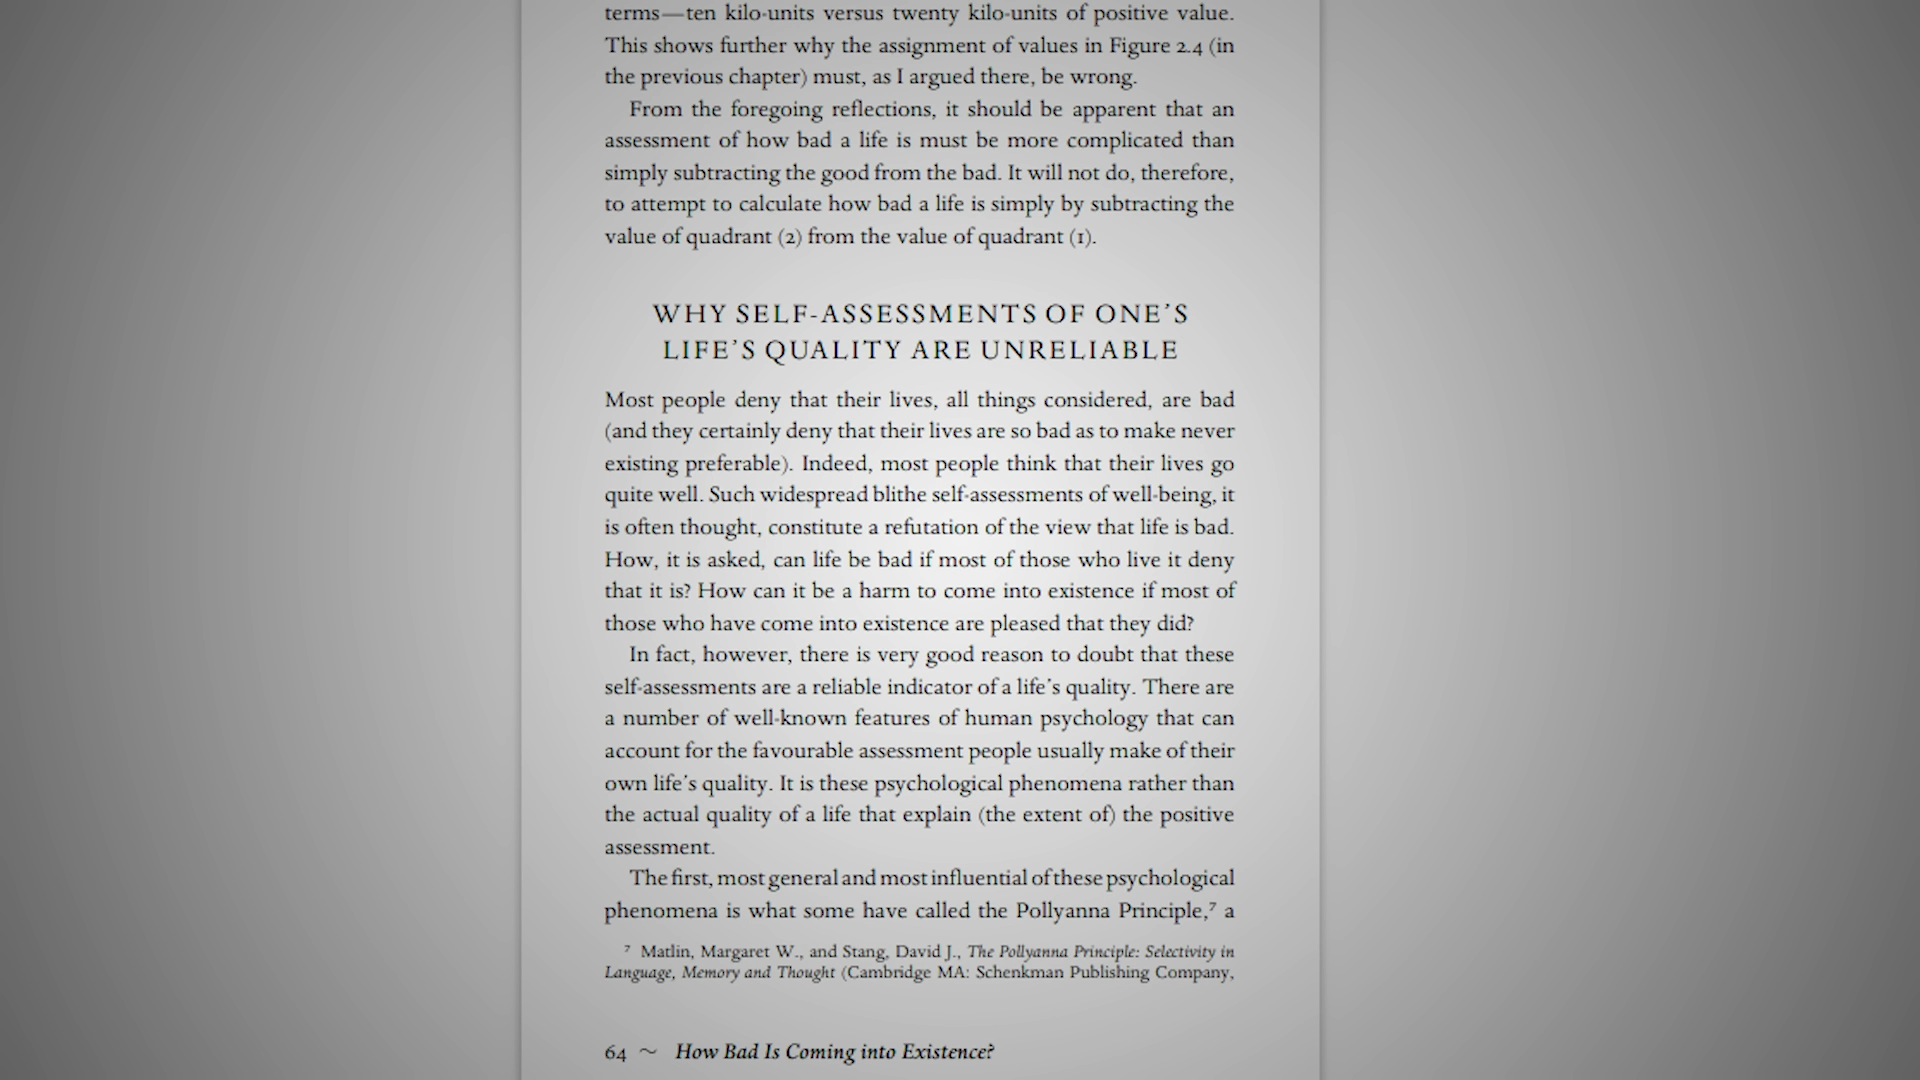 terms—ten kilo-units versus twenty kilo-units of positive value.
This shows further why the assignment of values in Figure 2.4 (in
the previous chapter) must, as I argued there, be wrong.
From the foregoing reflections, it should be apparent that an
assessment of how bad a life is must be more complicated than
simply subtracting the good from the bad. It will not do, therefore,
to attempt to calculate how bad a life is simply by subtracting the
value of quadrant (2) from the value of quadrant (1).
WHY SELF-ASSESSMENTS OF ONE'S
LIFE'S QUALITY ARE UNRELIABLE
Most people deny that their lives, all things considered, are bad
(and they certainly deny that their lives are so bad as to make never
existing preferable). Indeed, most people think that their lives go
quite well. Such widespread blithe self-assessments of well-being, it
is often thought, constitute a refutation of the view that life is bad.
How, it is asked, can life be bad if most of those who live it deny
that it is? How can it be a harm to come into existence if most of
those who have come into existence are pleased that they did?
In fact, however, there is very good reason to doubt that these
self-assessments are a reliable indicator of a life's quality. There are
a number of well-known features of human psychology that can
account for the favourable assessment people usually make of their
own life's quality. It is these psychological phenomena rather than
the actual quality of a life that explain (the extent of) the positive
assessment.
The first, most general and most influential of these psychological
phenomena is what some have called the Pollyanna Principle,⁷ a
⁷ Matlin, Margaret W., and Stang, David J., The Pollyanna Principle: Selectivity in
Language, Memory and Thought (Cambridge MA: Schenkman Publishing Company,
64 ~ How Bad Is Coming into Existence?